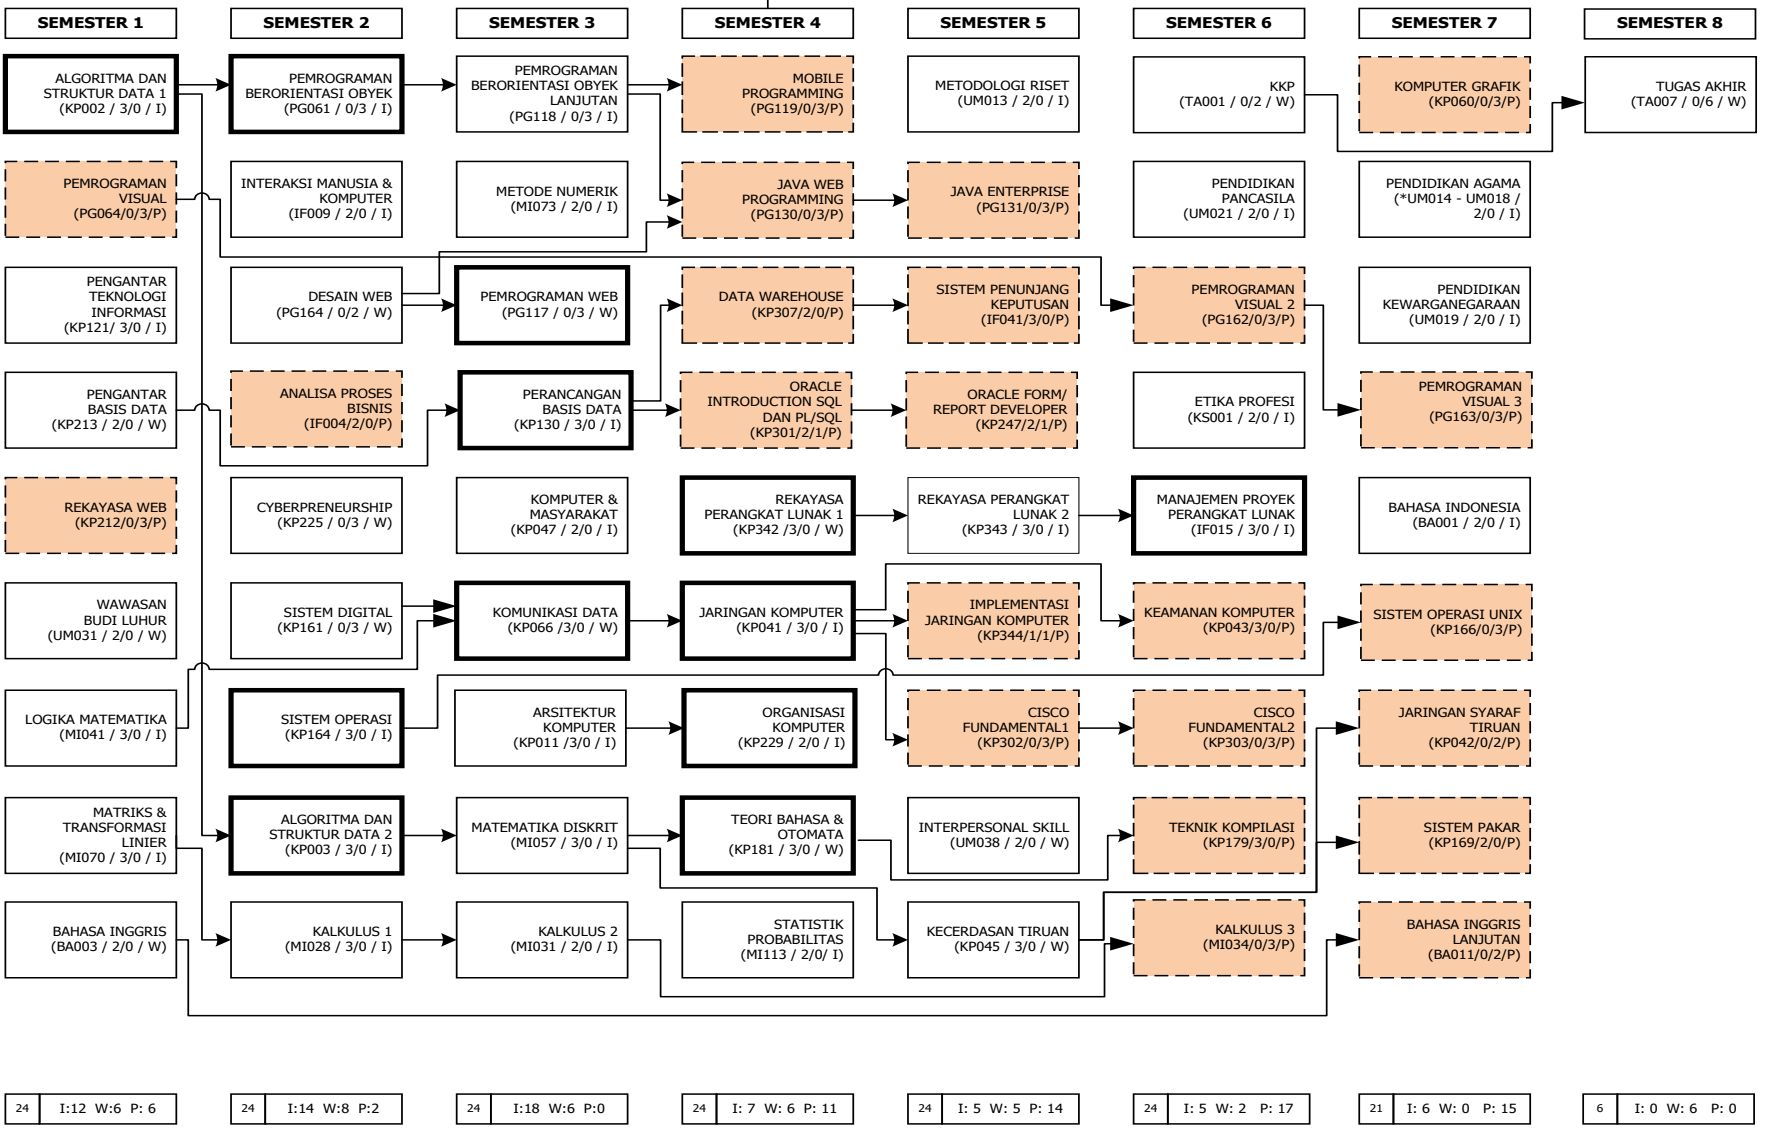 SEMESTER 1
SEMESTER 2
SEMESTER 3
SEMESTER 4
SEMESTER 5
SEMESTER 6
SEMESTER 7
SEMESTER 8
ALGORITMA DAN
STRUKTUR DATA 1
(KP002 / 3/0 / I)
PEMROGRAMAN
BERORIENTASI OBYEK
(PG061 / 0/3 / I)
PEMROGRAMAN
BERORIENTASI OBYEK
LANJUTAN
(PG118 / 0/3 / I)
MOBILE
PROGRAMMING
(PG119/0/3/P)
METODOLOGI RISET
(UM013 / 2/0 / I)
KKP
(TA001 / 0/2 / W)
KOMPUTER GRAFIK
(KP060/0/3/P)
TUGAS AKHIR
(TA007 / 0/6 / W)
PEMROGRAMAN
VISUAL
(PG064/0/3/P)
INTERAKSI MANUSIA &
KOMPUTER
(IF009 / 2/0 / I)
METODE NUMERIK
(MI073 / 2/0 / I)
JAVA WEB
PROGRAMMING
(PG130/0/3/P)
JAVA ENTERPRISE
(PG131/0/3/P)
PENDIDIKAN
PANCASILA
(UM021 / 2/0 / I)
PENDIDIKAN AGAMA
(*UM014 - UM018 /
2/0 / I)
PENGANTAR
TEKNOLOGI
INFORMASI
(KP121/ 3/0 / I)
DESAIN WEB
(PG164 / 0/2 / W)
PEMROGRAMAN WEB
(PG117 / 0/3 / W)
DATA WAREHOUSE
(KP307/2/0/P)
SISTEM PENUNJANG
KEPUTUSAN
(IF041/3/0/P)
PEMROGRAMAN
VISUAL 2
(PG162/0/3/P)
PENDIDIKAN
KEWARGANEGARAAN
(UM019 / 2/0 / I)
PENGANTAR
BASIS DATA
(KP213 / 2/0 / W)
ANALISA PROSES
BISNIS
(IF004/2/0/P)
PERANCANGAN
BASIS DATA
(KP130 / 3/0 / I)
ORACLE
INTRODUCTION SQL
DAN PL/SQL
(KP301/2/1/P)
ORACLE FORM/
REPORT DEVELOPER
(KP247/2/1/P)
ETIKA PROFESI
(KS001 / 2/0 / I)
PEMROGRAMAN
VISUAL 3
(PG163/0/3/P)
REKAYASA WEB
(KP212/0/3/P)
CYBERPRENEURSHIP
(KP225 / 0/3 / W)
KOMPUTER &
MASYARAKAT
(KP047 / 2/0 / I)
REKAYASA
PERANGKAT LUNAK 1
(KP342 /3/0 / W)
REKAYASA PERANGKAT
LUNAK 2
(KP343 / 3/0 / I)
MANAJEMEN PROYEK
PERANGKAT LUNAK
(IF015 / 3/0 / I)
BAHASA INDONESIA
(BA001 / 2/0 / I)
WAWASAN
BUDI LUHUR
(UM031 / 2/0 / W)
SISTEM DIGITAL
(KP161 / 0/3 / W)
KOMUNIKASI DATA
(KP066 /3/0 / W)
JARINGAN KOMPUTER
(KP041 / 3/0 / I)
IMPLEMENTASI
JARINGAN KOMPUTER
(KP344/1/1/P)
KEAMANAN KOMPUTER
(KP043/3/0/P)
SISTEM OPERASI UNIX
(KP166/0/3/P)
LOGIKA MATEMATIKA
(MI041 / 3/0 / I)
SISTEM OPERASI
(KP164 / 3/0 / I)
ARSITEKTUR
KOMPUTER
(KP011 /3/0 / I)
ORGANISASI
KOMPUTER
(KP229 / 2/0 / I)
CISCO
FUNDAMENTAL1
(KP302/0/3/P)
CISCO
FUNDAMENTAL2
(KP303/0/3/P)
JARINGAN SYARAF
TIRUAN
(KP042/0/2/P)
MATRIKS &
TRANSFORMASI
LINIER
(MI070 / 3/0 / I)
ALGORITMA DAN
STRUKTUR DATA 2
(KP003 / 3/0 / I)
MATEMATIKA DISKRIT
(MI057 / 3/0 / I)
TEORI BAHASA &
OTOMATA
(KP181 / 3/0 / W)
INTERPERSONAL SKILL
(UM038 / 2/0 / W)
TEKNIK KOMPILASI
(KP179/3/0/P)
SISTEM PAKAR
(KP169/2/0/P)
BAHASA INGGRIS
(BA003 / 2/0 / W)
KALKULUS 1
(MI028 / 3/0 / I)
KALKULUS 2
(MI031 / 2/0 / I)
STATISTIK
PROBABILITAS
(MI113 / 2/0/ I)
KECERDASAN TIRUAN
(KP045 / 3/0 / W)
KALKULUS 3
(MI034/0/3/P)
BAHASA INGGRIS
LANJUTAN
(BA011/0/2/P)
24 I:12 W:6 P: 6
24 I:14 W:8 P:2
24 I:18 W:6 P:0
24 I: 7 W: 6 P: 11
24 I: 5 W: 5 P: 14
24 I: 5 W: 2 P: 17
21 I: 6 W: 0 P: 15
6 I: 0 W: 6 P: 0